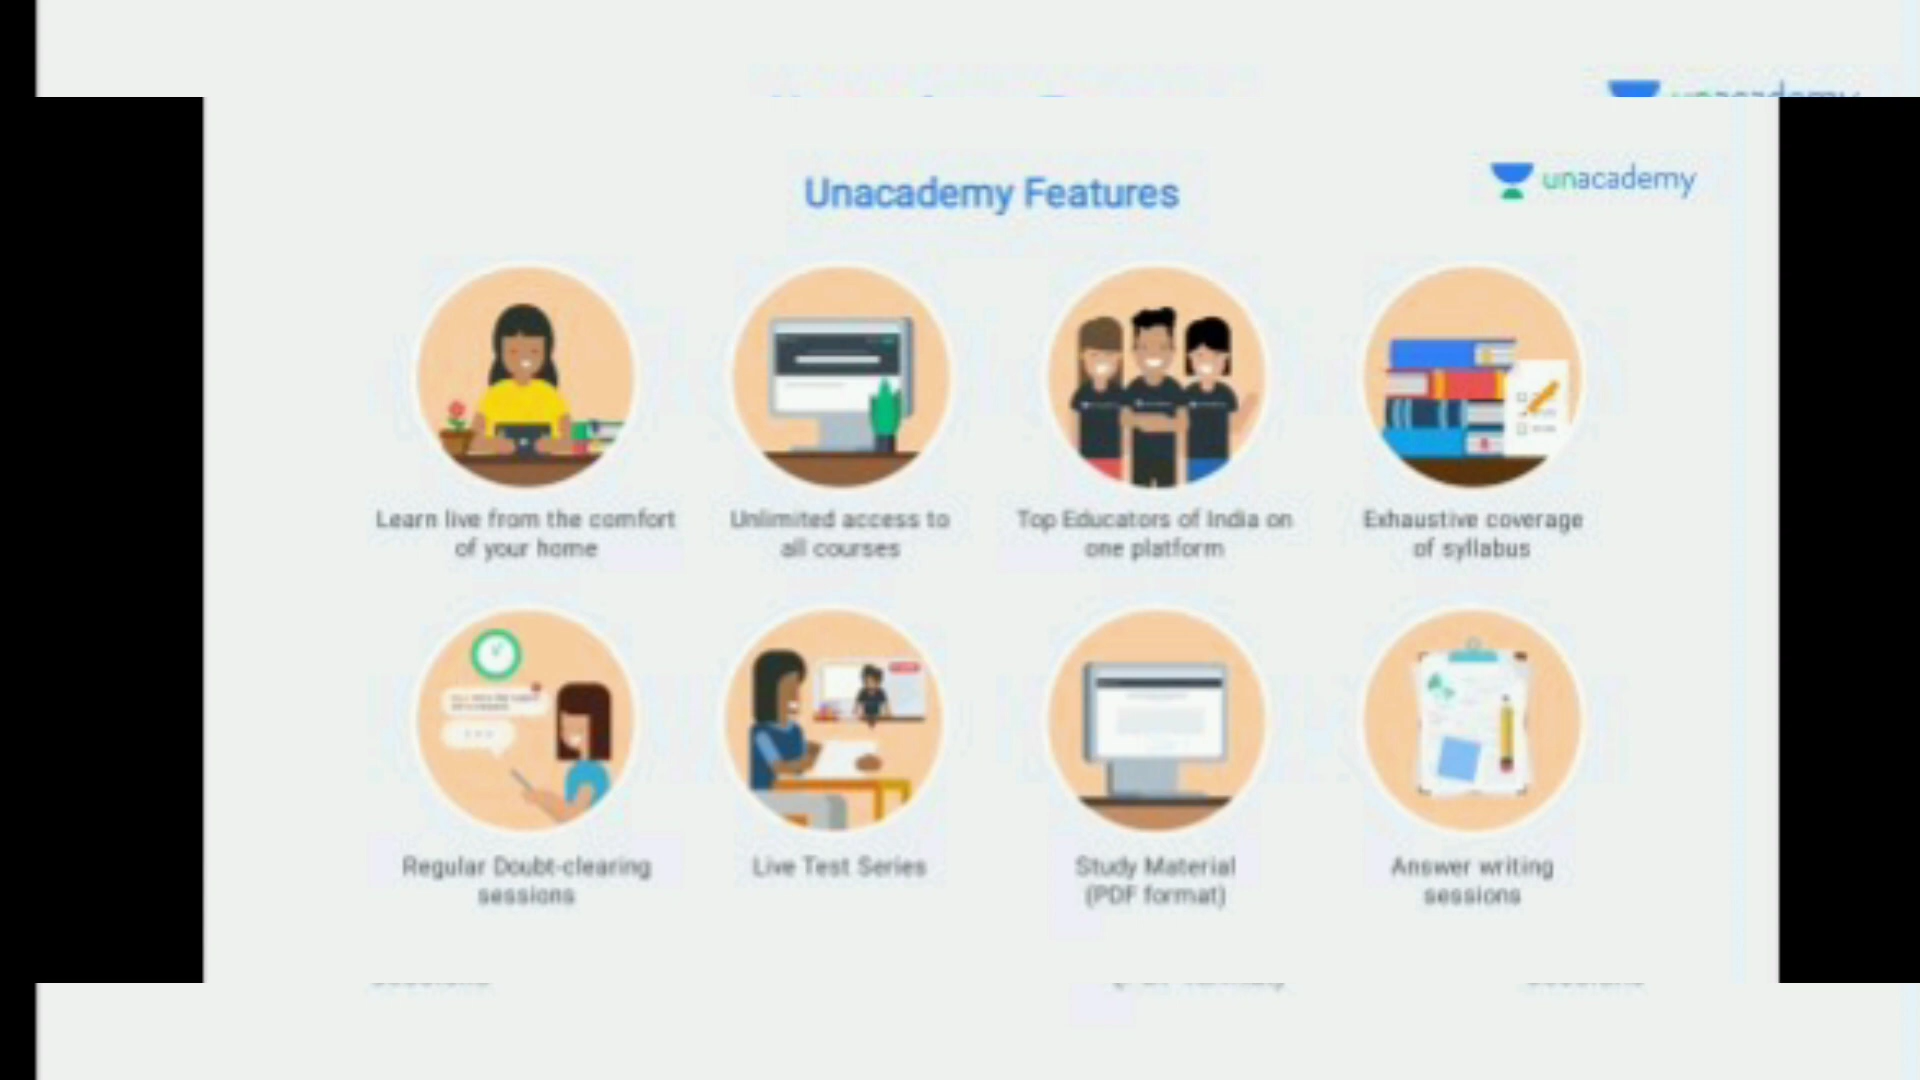 Unacademy Features
unacademy
Learn live from the comfort
of your home
Unlimited access to
all courses
Top Educators of India on
one platform
Exhaustive coverage
of syllabus
Regular Doubt-clearing
sessions
Live Test Series
Study Material
(PDF format)
Answer writing
sessions